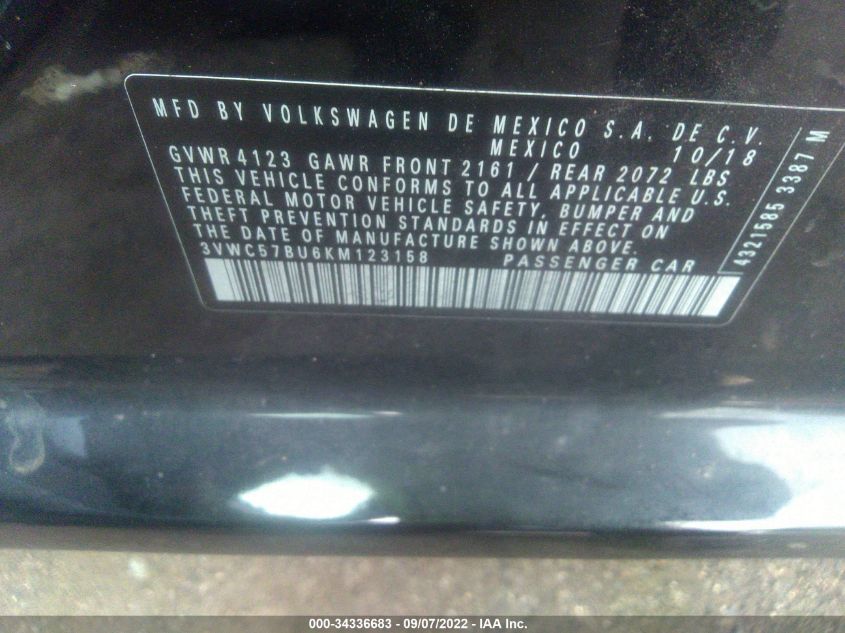 MFD BY VOLKSWAGEN DE MEXICO S.A. DE C.V.
MEXICO 10/18
GVWR 4123 GAWR FRONT 2161 / REAR 2072 LBS
THIS VEHICLE CONFORMS TO ALL APPLICABLE U.S.
FEDERAL MOTOR VEHICLE SAFETY, BUMPER AND
THEFT PREVENTION STANDARDS IN EFFECT ON
THE DATE OF MANUFACTURE SHOWN ABOVE.
3VWC57BU6KM123158 PASSENGER CAR
4321585 3387 M
000-34336683 - 09/07/2022 - IAA Inc.